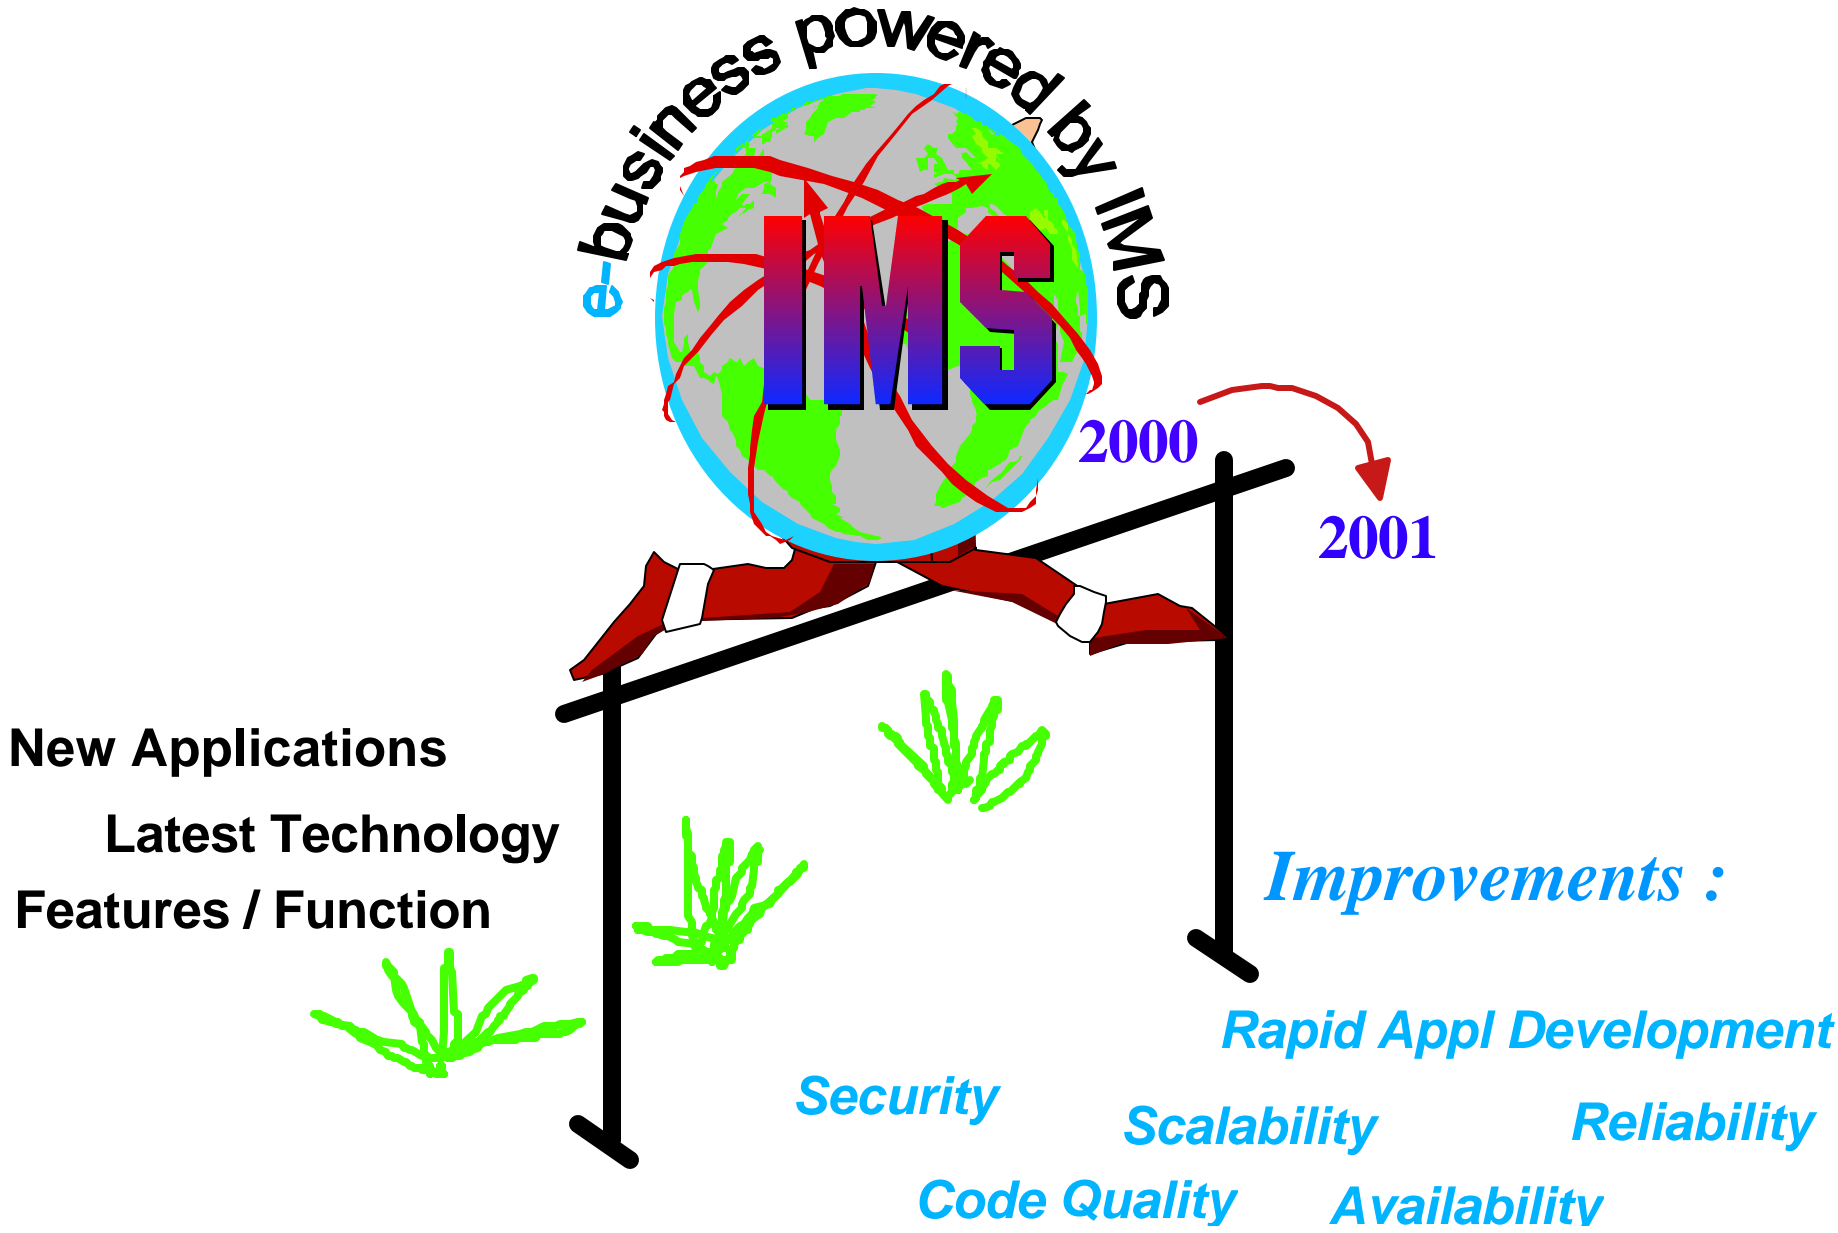 e-business powered by IMS
IMS
2000
2001
New Applications
Latest Technology
Features / Function
Improvements :
Rapid Appl Development
Security
Scalability
Reliability
Code Quality
Availability